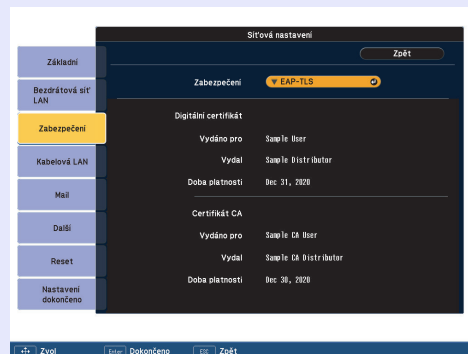 Síťová nastavení
Zpět
Základní
Bezdrátová síť
LAN
Zabezpečení
Kabelová LAN
Mail
Další
Reset
Nastavení
dokončeno
Zabezpečení EAP-TLS
Digitální certifikát
Vydáno pro Sample User
Vydal Sample Distributor
Doba platnosti Dec 31, 2020
Certifikát CA
Vydáno pro Sample CA User
Vydal Sample CA Distributor
Doba platnosti Dec 30, 2020
Zvol Enter Dokončeno ESC Zpět